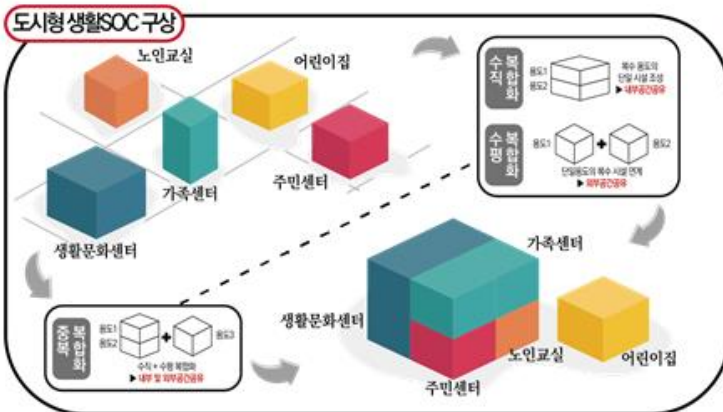 도시형 생활SOC 구상
노인교실
어린이집
가족센터
주민센터
생활문화센터
수직 복합화
용도1
용도2
복수 용도의
단일 시설 조성
▶ 내부공간공유
수평 복합화
용도1
+
용도2
단일용도의 복수 시설 연계
▶ 외부공간공유
중복 복합화
용도1
용도2
+
용도3
수직 + 수평 복합화
▶ 내부 및 외부공간공유
가족센터
생활문화센터
노인교실
어린이집
주민센터